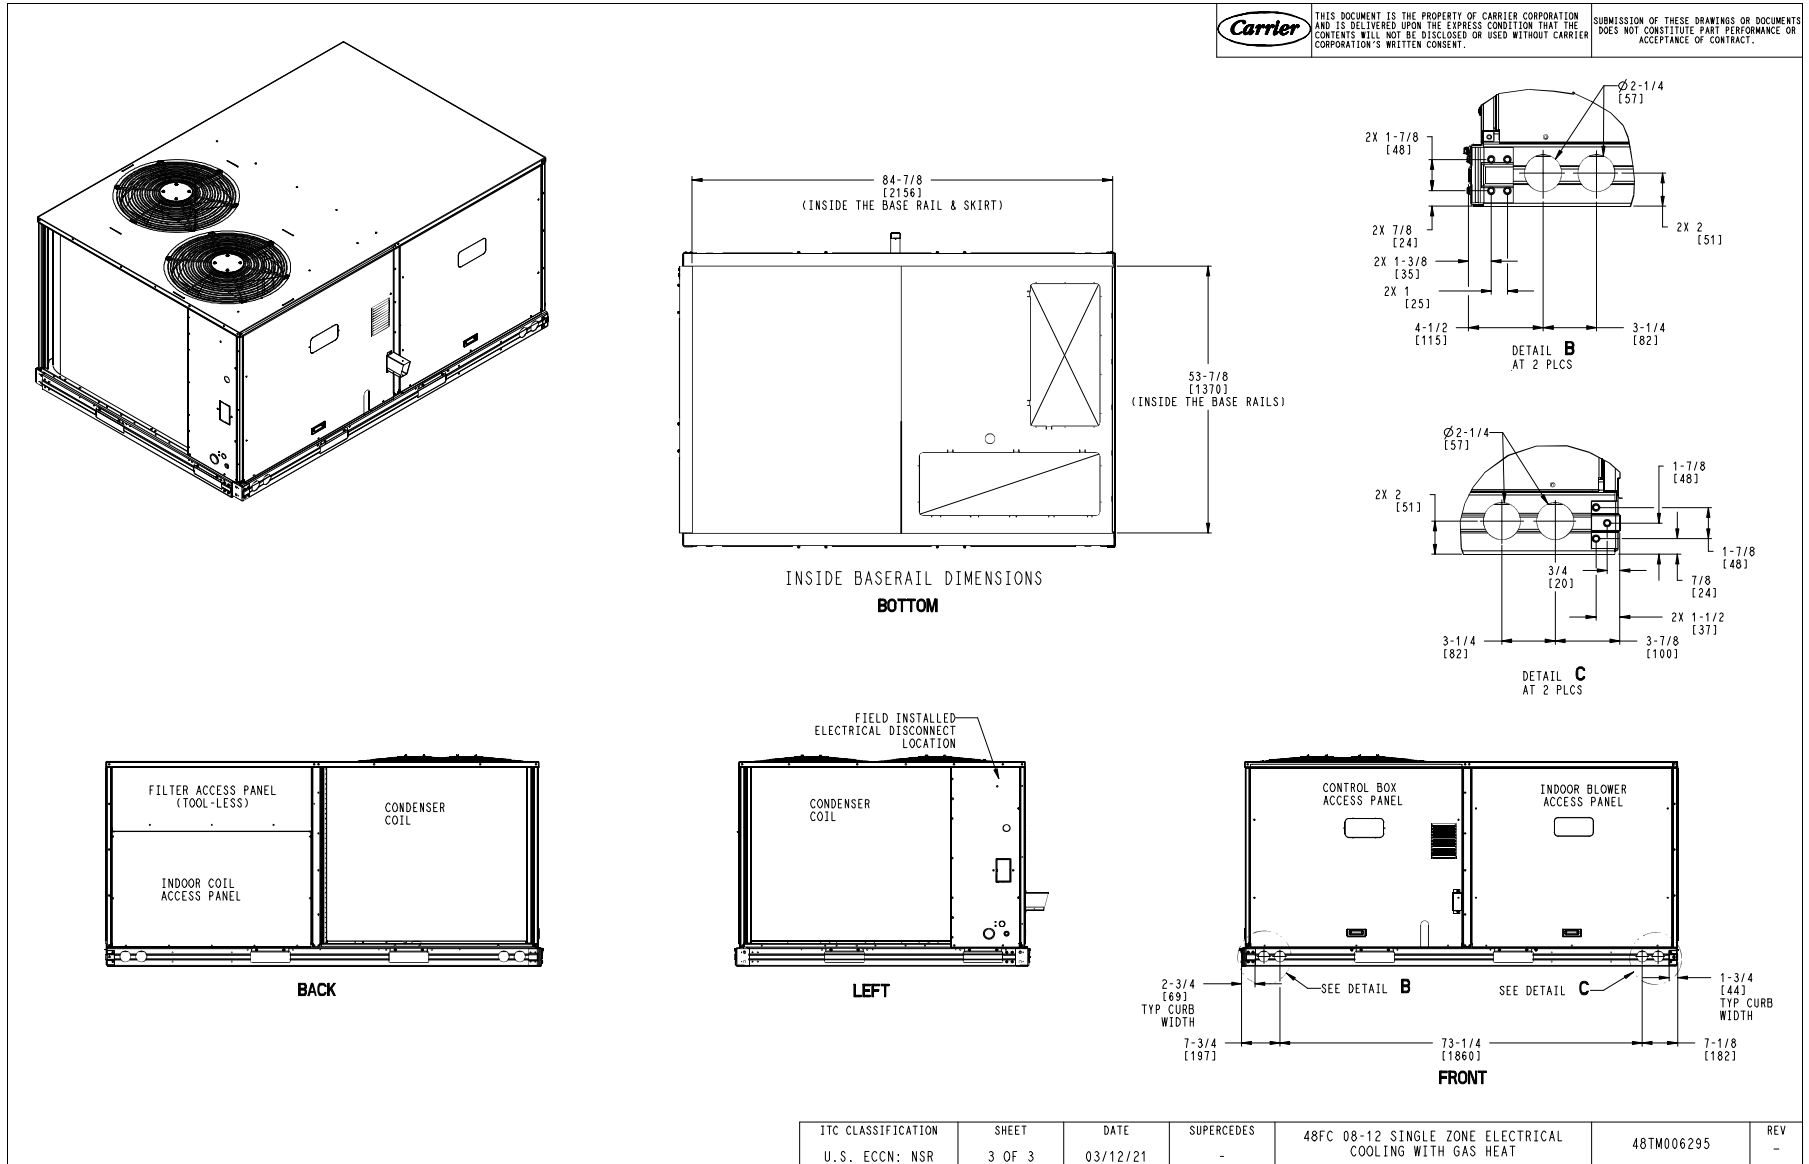 Carrier
THIS DOCUMENT IS THE PROPERTY OF CARRIER CORPORATION
AND IS DELIVERED UPON THE EXPRESS CONDITION THAT THE
CONTENTS WILL NOT BE DISCLOSED OR USED WITHOUT CARRIER
CORPORATION'S WRITTEN CONSENT.
SUBMISSION OF THESE DRAWINGS OR DOCUMENTS
DOES NOT CONSTITUTE PART PERFORMANCE OR
ACCEPTANCE OF CONTRACT.
84-7/8
[2156]
(INSIDE THE BASE RAIL & SKIRT)
53-7/8
[1370]
(INSIDE THE BASE RAILS)
INSIDE BASERAIL DIMENSIONS
BOTTOM
Ø2-1/4
[57]
2X 1-7/8
[48]
2X 7/8
[24]
2X 2
[51]
2X 1-3/8
[35]
2X 1
[25]
4-1/2
[115]
3-1/4
[82]
DETAIL B
AT 2 PLCS
Ø2-1/4
[57]
1-7/8
[48]
2X 2
[51]
1-7/8
[48]
3/4
[20]
7/8
[24]
2X 1-1/2
[37]
3-1/4
[82]
3-7/8
[100]
DETAIL C
AT 2 PLCS
FILTER ACCESS PANEL
(TOOL-LESS)
CONDENSER
COIL
INDOOR COIL
ACCESS PANEL
BACK
FIELD INSTALLED
ELECTRICAL DISCONNECT
LOCATION
CONDENSER
COIL
LEFT
CONTROL BOX
ACCESS PANEL
INDOOR BLOWER
ACCESS PANEL
2-3/4
[69]
TYP CURB
WIDTH
SEE DETAIL B
SEE DETAIL C
1-3/4
[44]
TYP CURB
WIDTH
7-3/4
[197]
73-1/4
[1860]
7-1/8
[182]
FRONT
ITC CLASSIFICATION
U.S. ECCN: NSR
SHEET
3 OF 3
DATE
03/12/21
SUPERCEDES
-
48FC 08-12 SINGLE ZONE ELECTRICAL
COOLING WITH GAS HEAT
48TM006295
REV
-